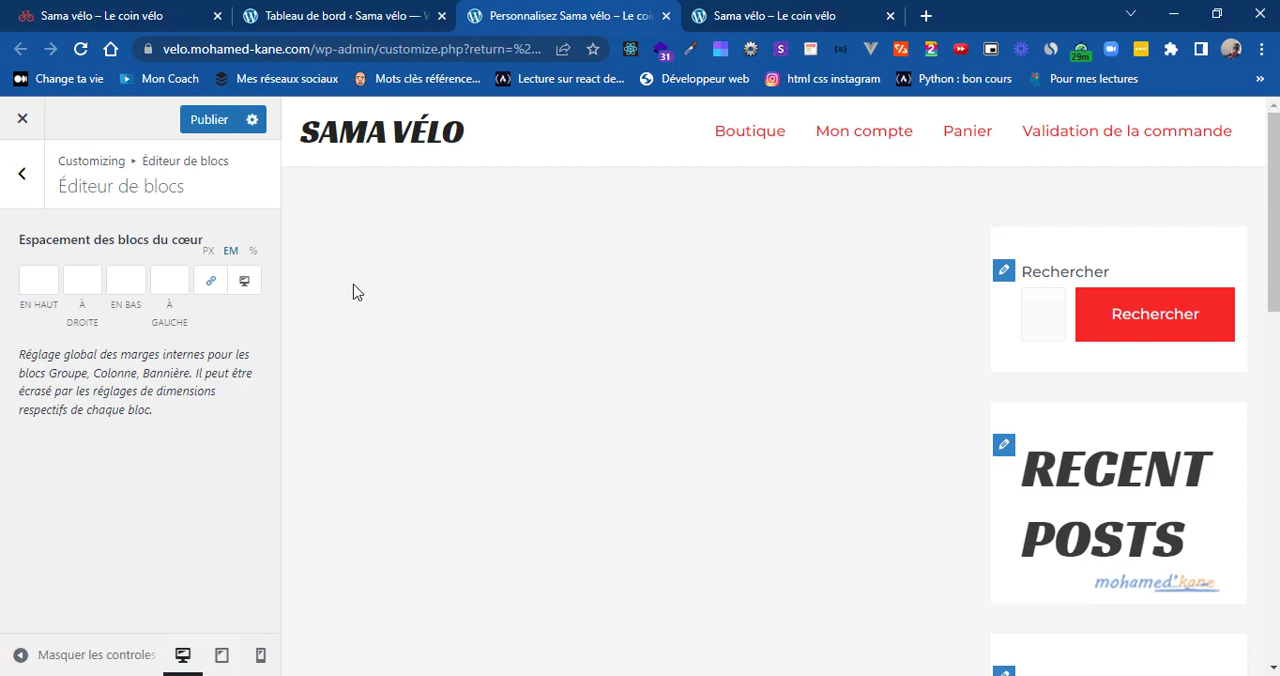 Sama vélo – Le coin vélo
Tableau de bord ‹ Sama vélo — W
Personnalisez Sama vélo – Le coi
Sama vélo – Le coin vélo
velo.mohamed-kane.com/wp-admin/customize.php?return=%2...
31
S
2
29m
Change ta vie
Mon Coach
Mes réseaux sociaux
Mots clés référence...
Lecture sur react de...
Développeur web
html css instagram
Python : bon cours
Pour mes lectures
»
Publier
Customizing ▸ Éditeur de blocs
Éditeur de blocs
Espacement des blocs du cœur
PX EM %
EN HAUT
À DROITE
EN BAS
À GAUCHE
Réglage global des marges internes pour les
blocs Groupe, Colonne, Bannière. Il peut être
écrasé par les réglages de dimensions
respectifs de chaque bloc.
Masquer les controles
SAMA VÉLO
Boutique
Mon compte
Panier
Validation de la commande
Rechercher
Rechercher
RECENT
POSTS
mohamed'kane